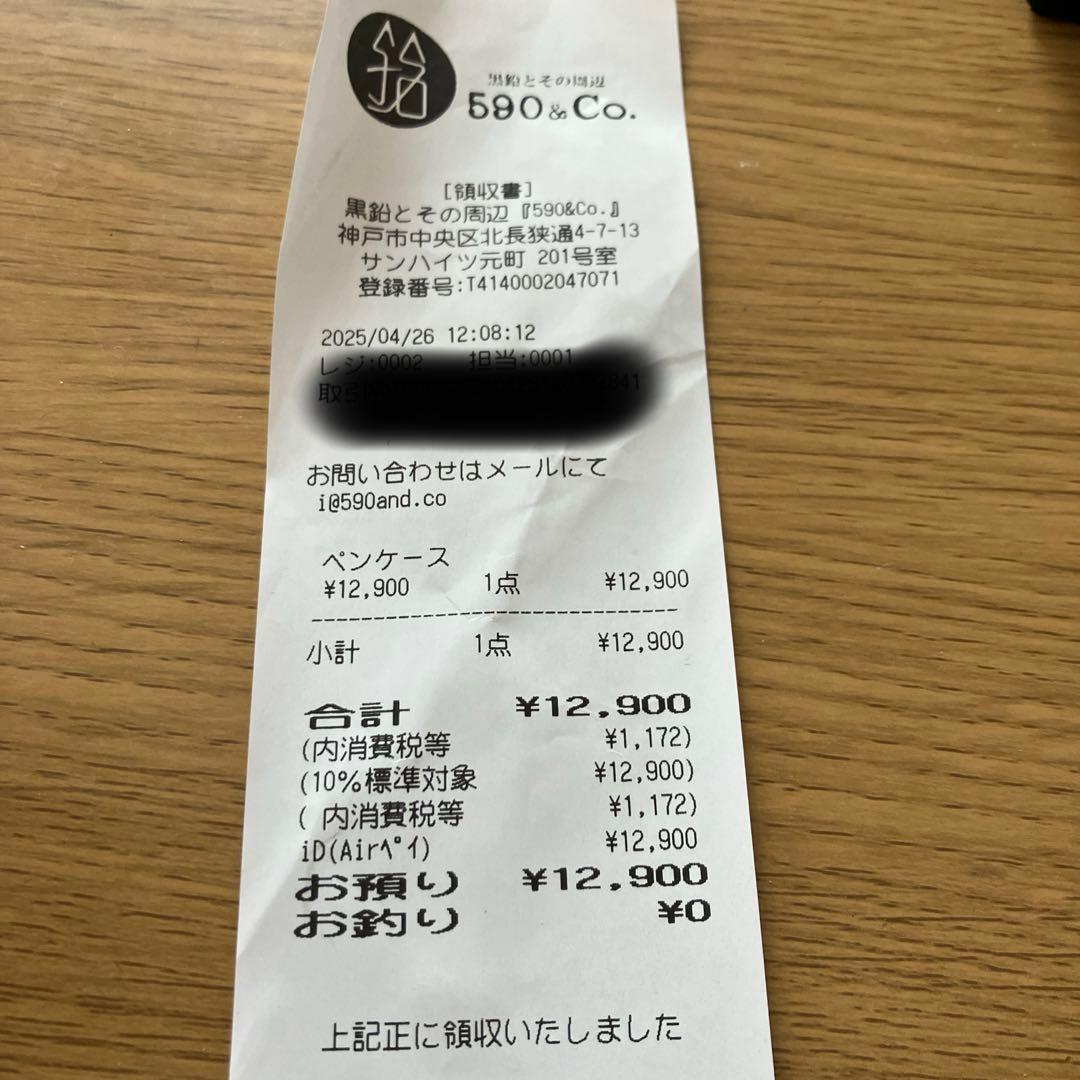 黒鉛とその周辺
590&Co.
[領収書]
黒鉛とその周辺『590&Co.』
神戸市中央区北長狭通4-7-13
サンハイツ元町 201号室
登録番号:T4140002047071
2025/04/26 12:08:12
レジ:0002 担当:0001
取引
お問い合わせはメールにて
i@590and.co
ペンケース
¥12,900 1点 ¥12,900
小計 1点 ¥12,900
合計 ¥12,900
(内消費税等 ¥1,172)
(10%標準対象 ¥12,900)
( 内消費税等 ¥1,172)
iD(Airペイ) ¥12,900
お預り ¥12,900
お釣り ¥0
上記正に領収いたしました